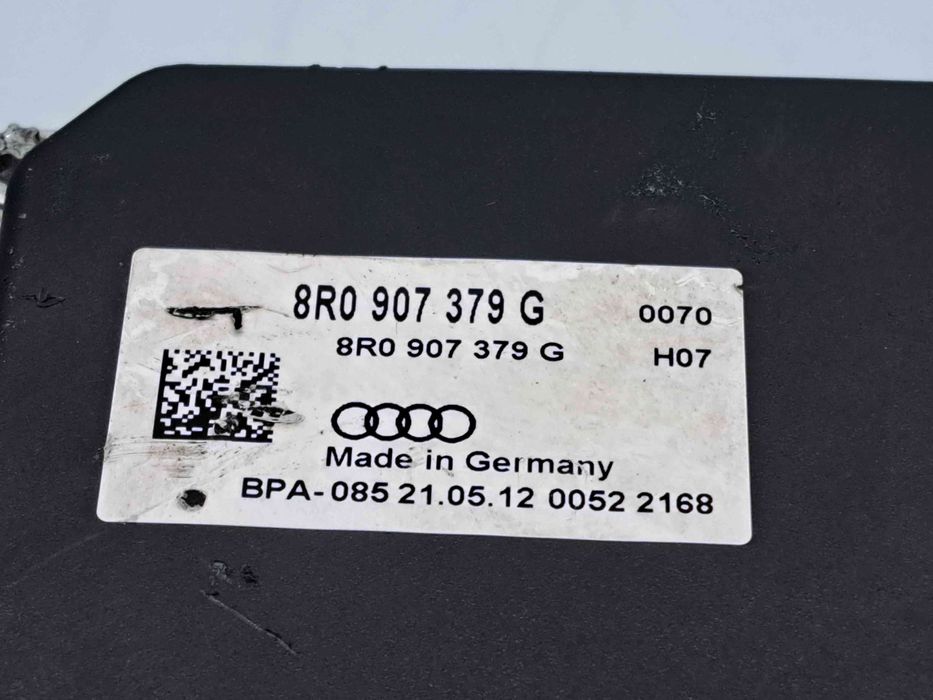 8R0 907 379 G 0070
8R0 907 379 G H07
Made in Germany
BPA-085 21.05.12 0052 2168